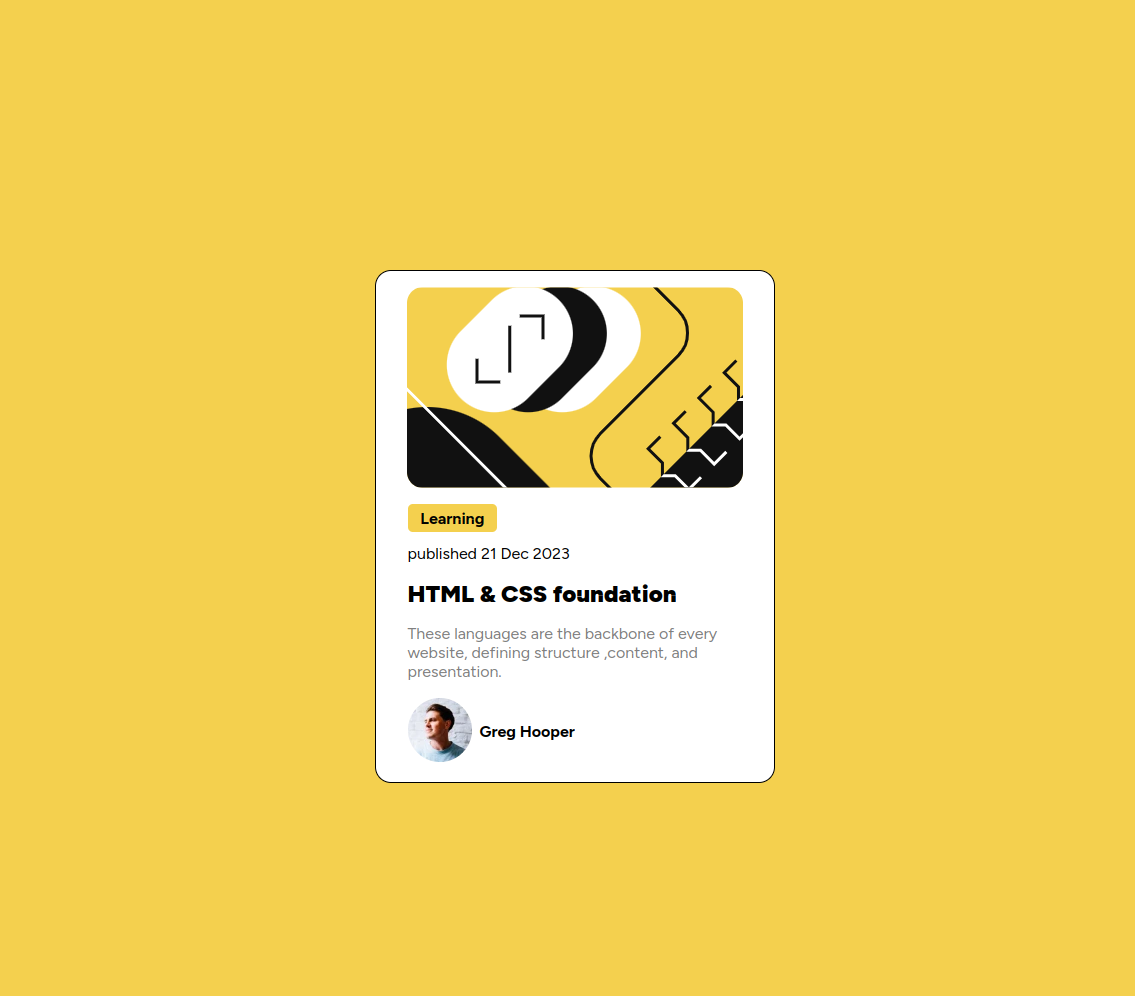 Learning
published 21 Dec 2023
HTML & CSS foundation
These languages are the backbone of every
website, defining structure ,content, and
presentation.
Greg Hooper